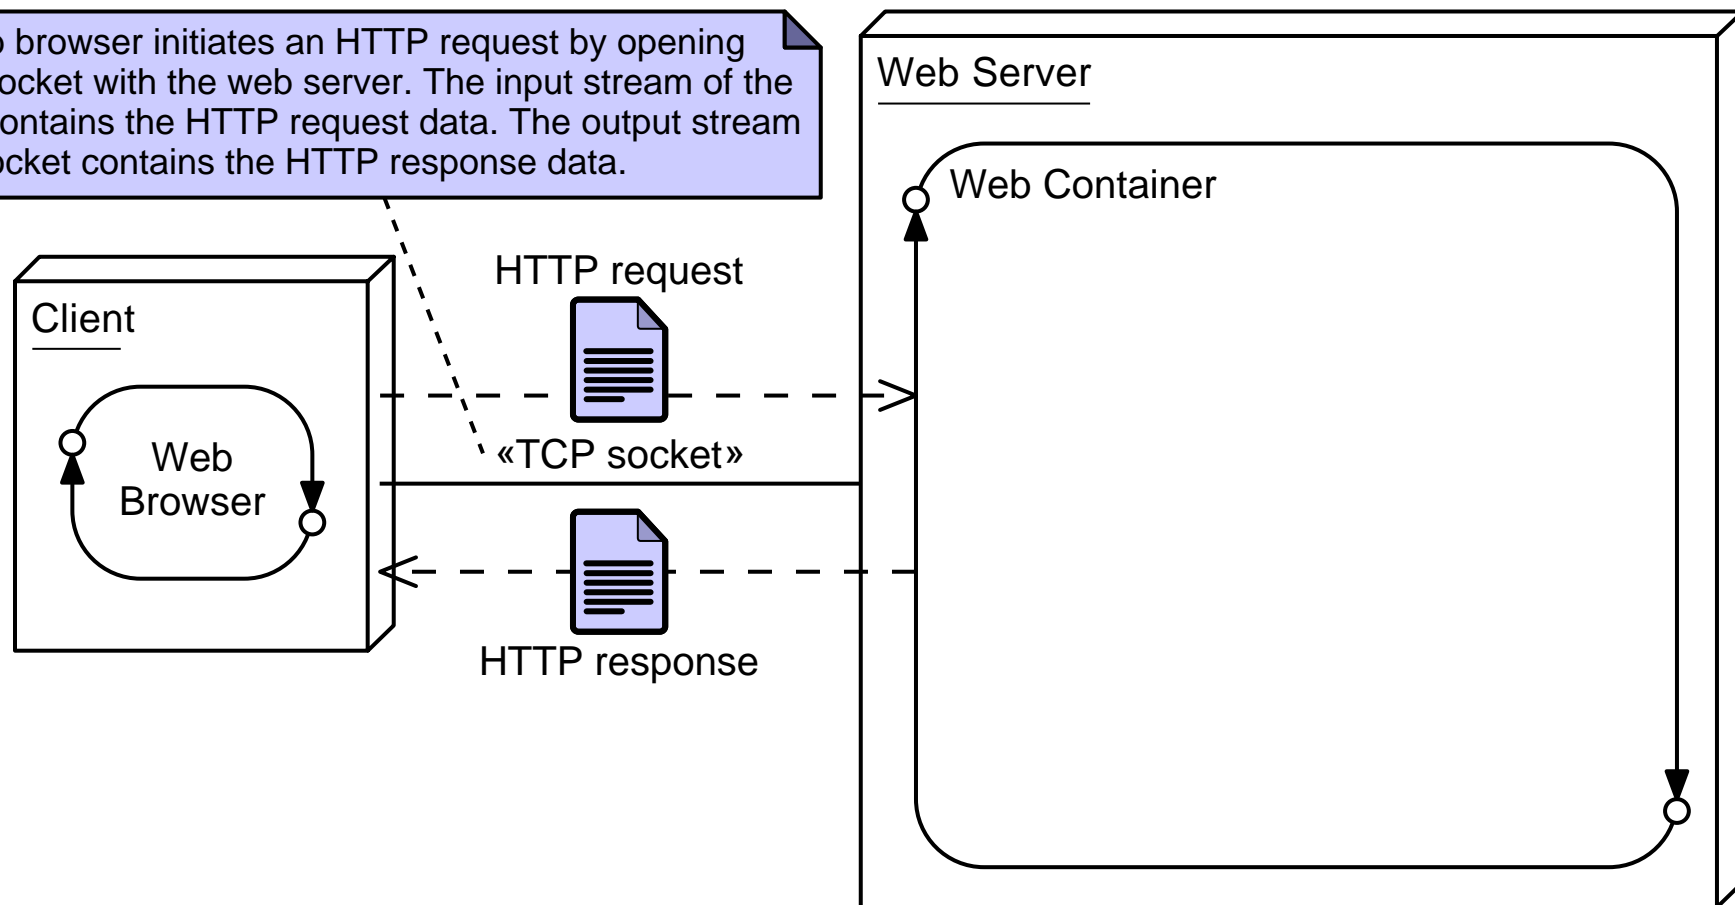 browser initiates an HTTP request by opening
ocket with the web server. The input stream of the
ontains the HTTP request data. The output stream
ocket contains the HTTP response data.
Web Server
Web Container
HTTP request
Client
«TCP socket»
Web
Browser
HTTP response